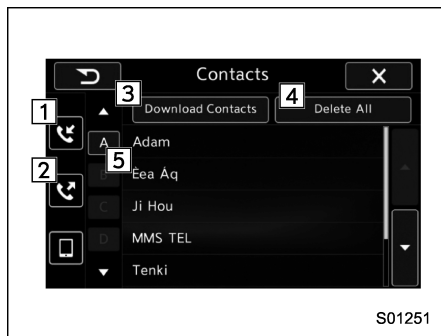 Contacts
3 4
Download Contacts Delete All
1
A Adam
5
2 B Éea Áq
C Ji Hou
D MMS TEL
Tenki
S01251